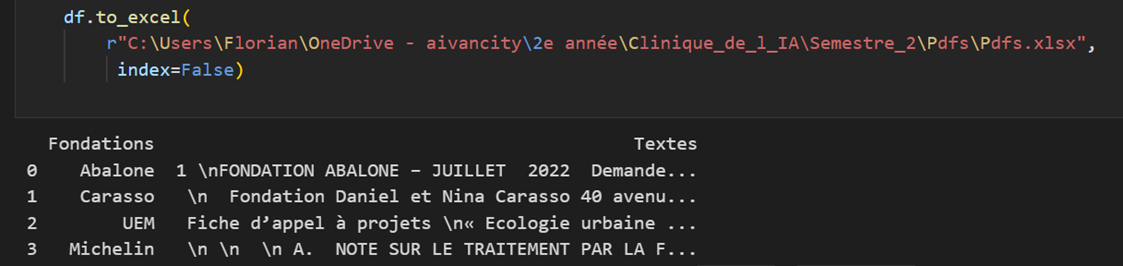 df.to_excel(
r"C:\Users\Florian\OneDrive - aivancity\2e année\Clinique_de_l_IA\Semestre_2\Pdfs\Pdfs.xlsx",
index=False)
Fondations Textes
0 Abalone 1 \nFONDATION ABALONE – JUILLET 2022 Demande...
1 Carasso \n Fondation Daniel et Nina Carasso 40 avenu...
2 UEM Fiche d’appel à projets \n« Ecologie urbaine ...
3 Michelin \n \n \n A. NOTE SUR LE TRAITEMENT PAR LA F...